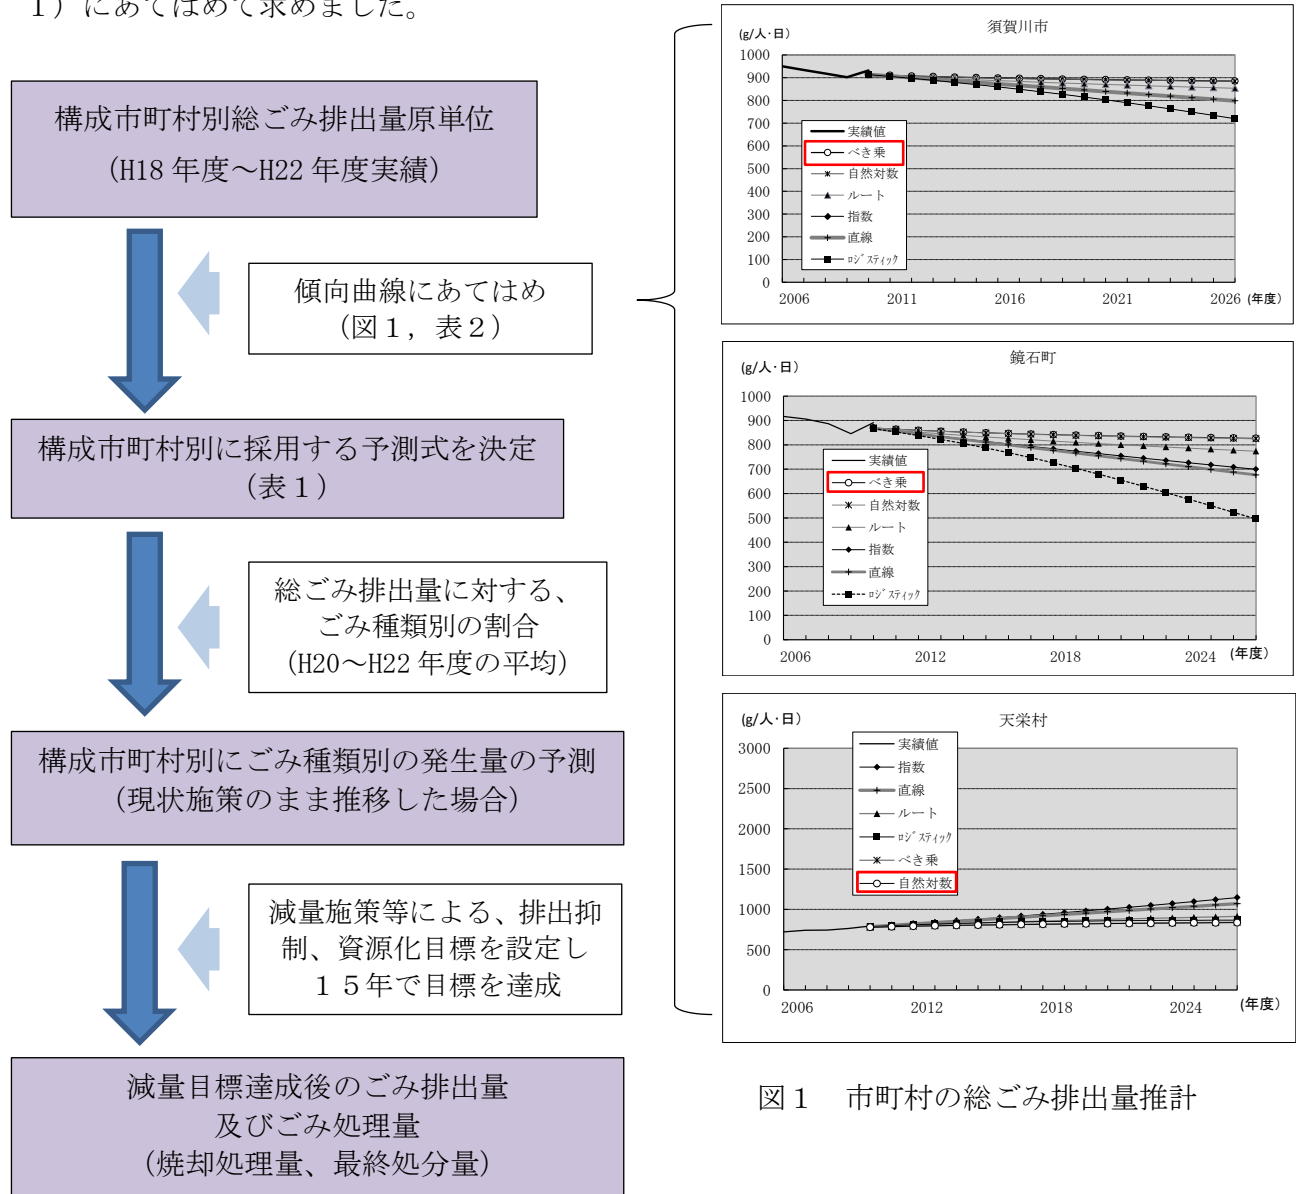 1）にあてはめて求めました。
構成市町村別総ごみ排出量原単位
（H18 年度～H22 年度実績）
傾向曲線にあてはめ
（図１，表２）
構成市町村別に採用する予測式を決定
（表１）
総ごみ排出量に対する、
ごみ種類別の割合
（H20～H22 年度の平均）
構成市町村別にごみ種類別の発生量の予測
（現状施策のまま推移した場合）
減量施策等による、排出抑
制、資源化目標を設定し
１５年で目標を達成
減量目標達成後のごみ排出量
及びごみ処理量
（焼却処理量、最終処分量）
須賀川市
(g/人･日)
1000
900
800
700
600
500
400
300
200
100
0
実績値
べき乗
自然対数
ルート
指数
直線
ﾛｼﾞｽﾃｨｯｸ
2006 2011 2016 2021 2026 (年度)
鏡石町
(g/人･日)
1000
900
800
700
600
500
400
300
200
100
0
実績値
べき乗
自然対数
ルート
指数
直線
ﾛｼﾞｽﾃｨｯｸ
2006 2012 2018 2024 (年度)
天栄村
(g/人･日)
3000
2500
2000
1500
1000
500
0
実績値
指数
直線
ルート
ﾛｼﾞｽﾃｨｯｸ
べき乗
自然対数
2006 2012 2018 2024 (年度)
図１　市町村の総ごみ排出量推計